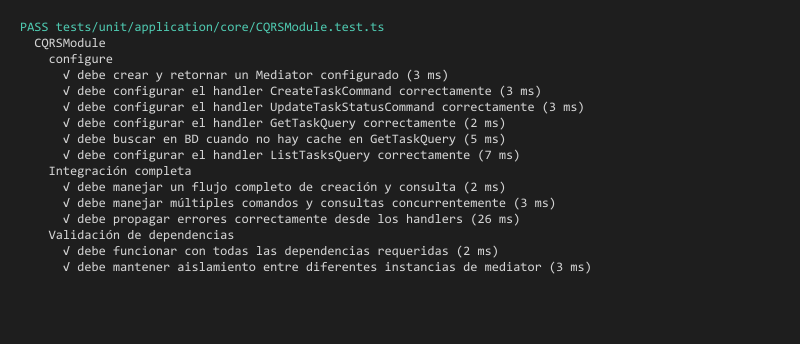 PASS tests/unit/application/core/CQRSModule.test.ts
CQRSModule
configure
√ debe crear y retornar un Mediator configurado (3 ms)
√ debe configurar el handler CreateTaskCommand correctamente (3 ms)
√ debe configurar el handler UpdateTaskStatusCommand correctamente (3 ms)
√ debe configurar el handler GetTaskQuery correctamente (2 ms)
√ debe buscar en BD cuando no hay cache en GetTaskQuery (5 ms)
√ debe configurar el handler ListTasksQuery correctamente (7 ms)
Integración completa
√ debe manejar un flujo completo de creación y consulta (2 ms)
√ debe manejar múltiples comandos y consultas concurrentemente (3 ms)
√ debe propagar errores correctamente desde los handlers (26 ms)
Validación de dependencias
√ debe funcionar con todas las dependencias requeridas (2 ms)
√ debe mantener aislamiento entre diferentes instancias de mediator (3 ms)